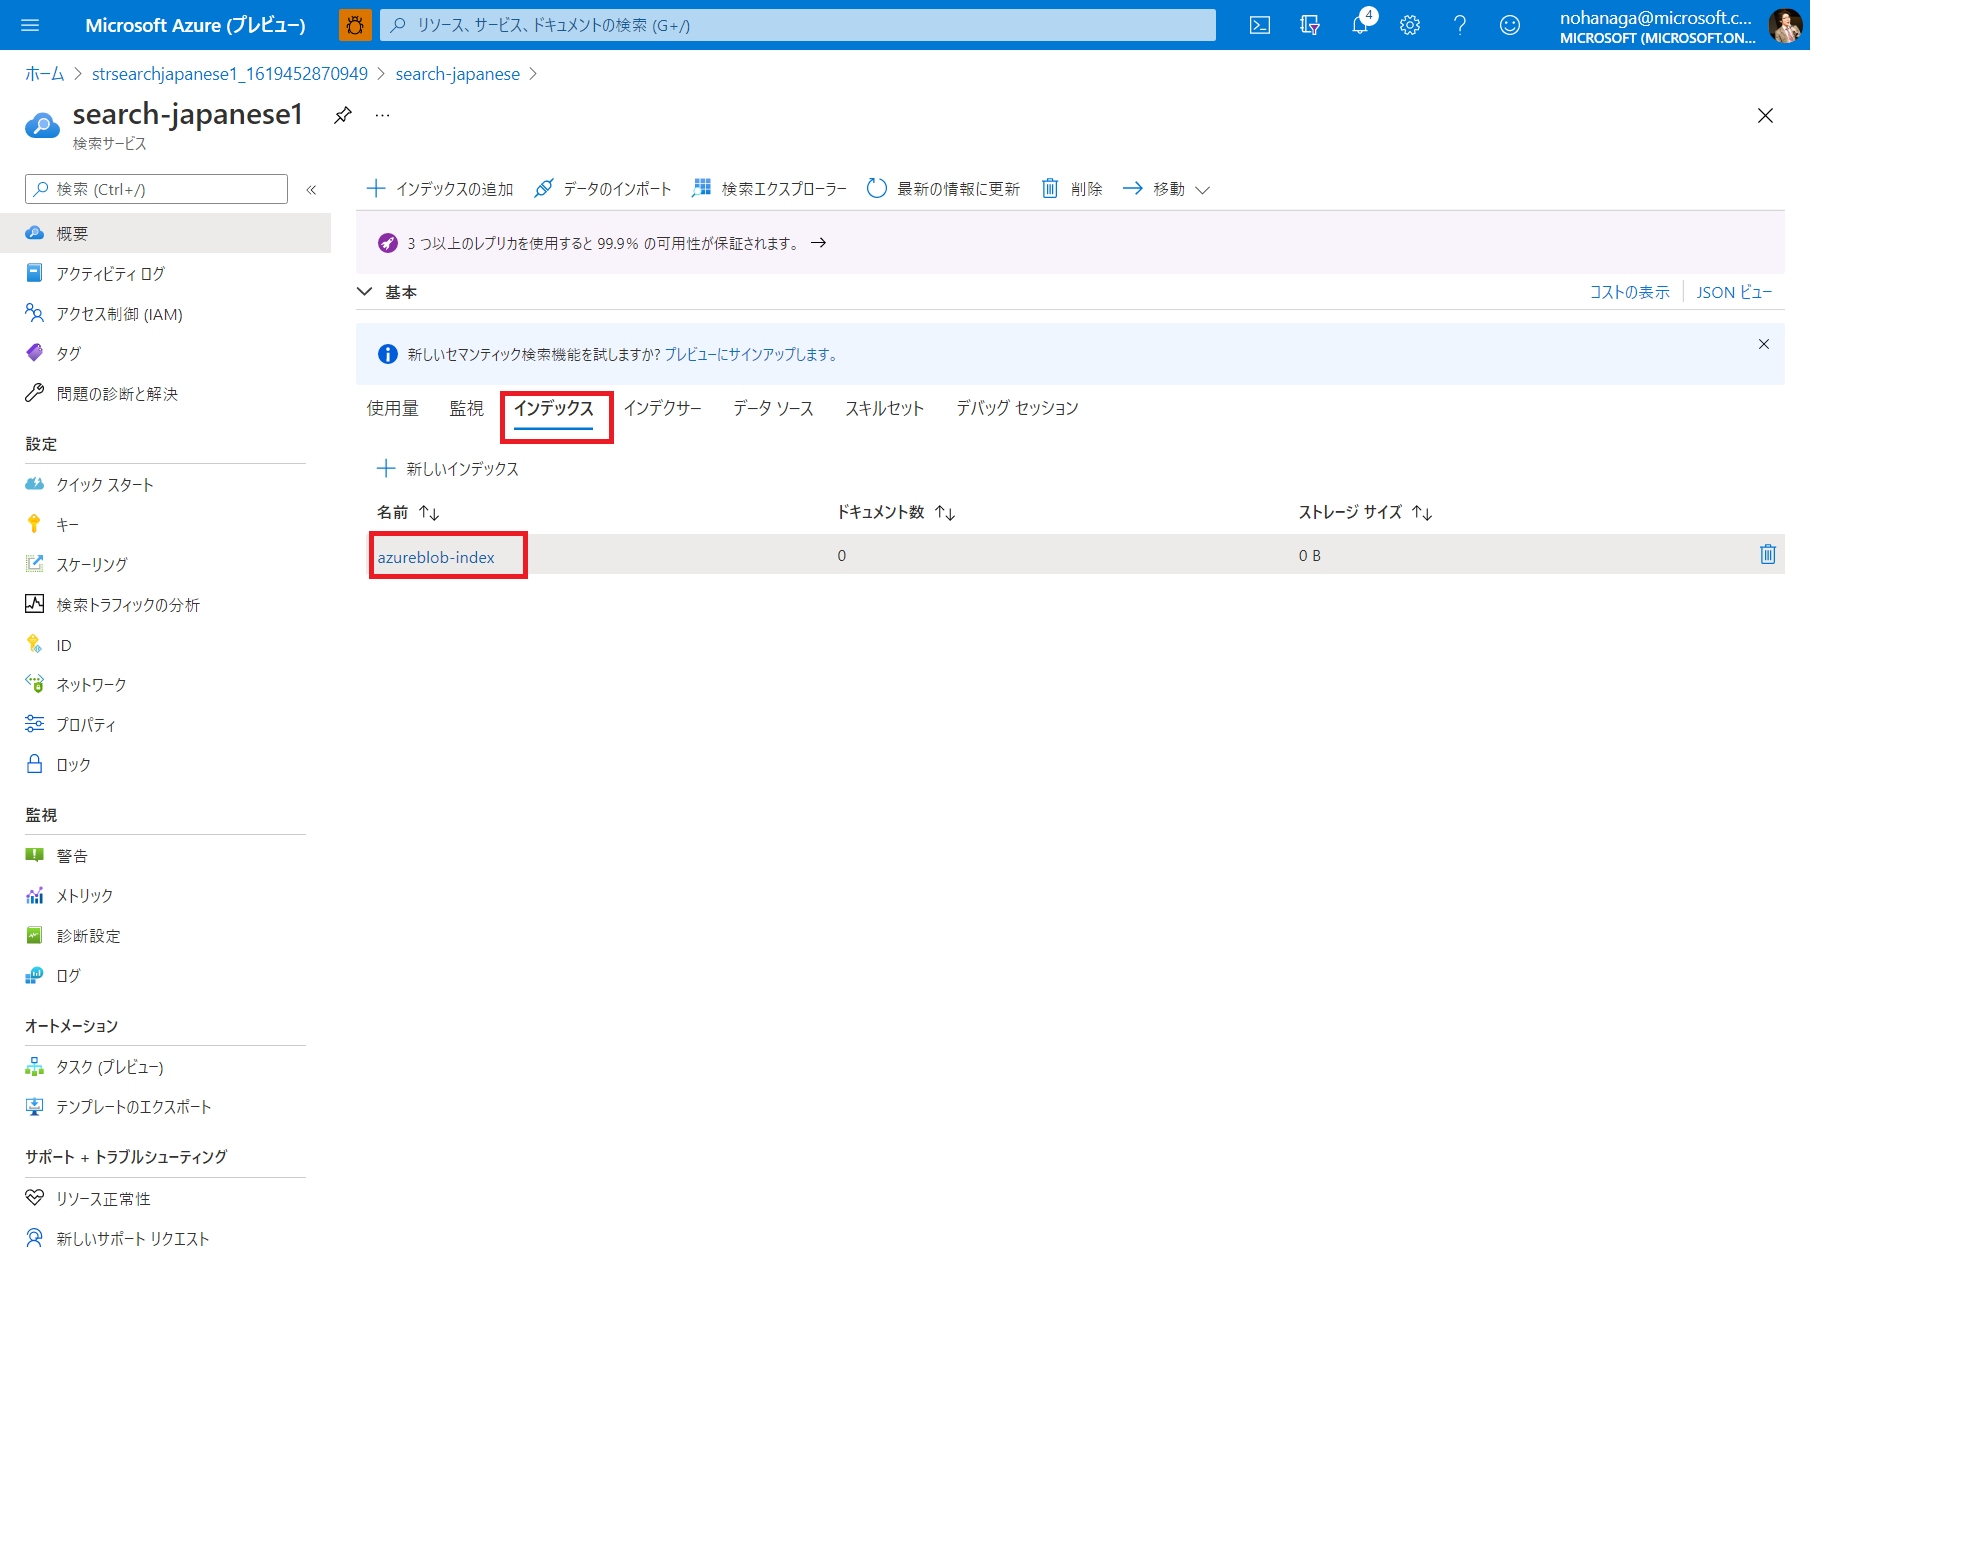 Microsoft Azure (プレビュー)
リソース、サービス、ドキュメントの検索 (G+/)
4
nohanaga@microsoft.c...
MICROSOFT (MICROSOFT.ON...
ホーム > strsearchjapanese1_1619452870949 > search-japanese >
search-japanese1
...
検索サービス
検索 (Ctrl+/)
«
インデックスの追加 データのインポート 検索エクスプローラー 最新の情報に更新 削除 移動
概要
アクティビティ ログ
アクセス制御 (IAM)
タグ
問題の診断と解決
設定
クイック スタート
キー
スケーリング
検索トラフィックの分析
ID
ネットワーク
プロパティ
ロック
監視
警告
メトリック
診断設定
ログ
オートメーション
タスク (プレビュー)
テンプレートのエクスポート
サポート + トラブルシューティング
リソース正常性
新しいサポート リクエスト
3 つ以上のレプリカを使用すると 99.9% の可用性が保証されます。 →
基本
コストの表示 JSON ビュー
新しいセマンティック検索機能を試しますか? プレビューにサインアップします。
使用量 監視 インデックス インデクサー データ ソース スキルセット デバッグ セッション
新しいインデックス
名前 ↑↓ ドキュメント数 ↑↓ ストレージ サイズ ↑↓
azureblob-index 0 0 B